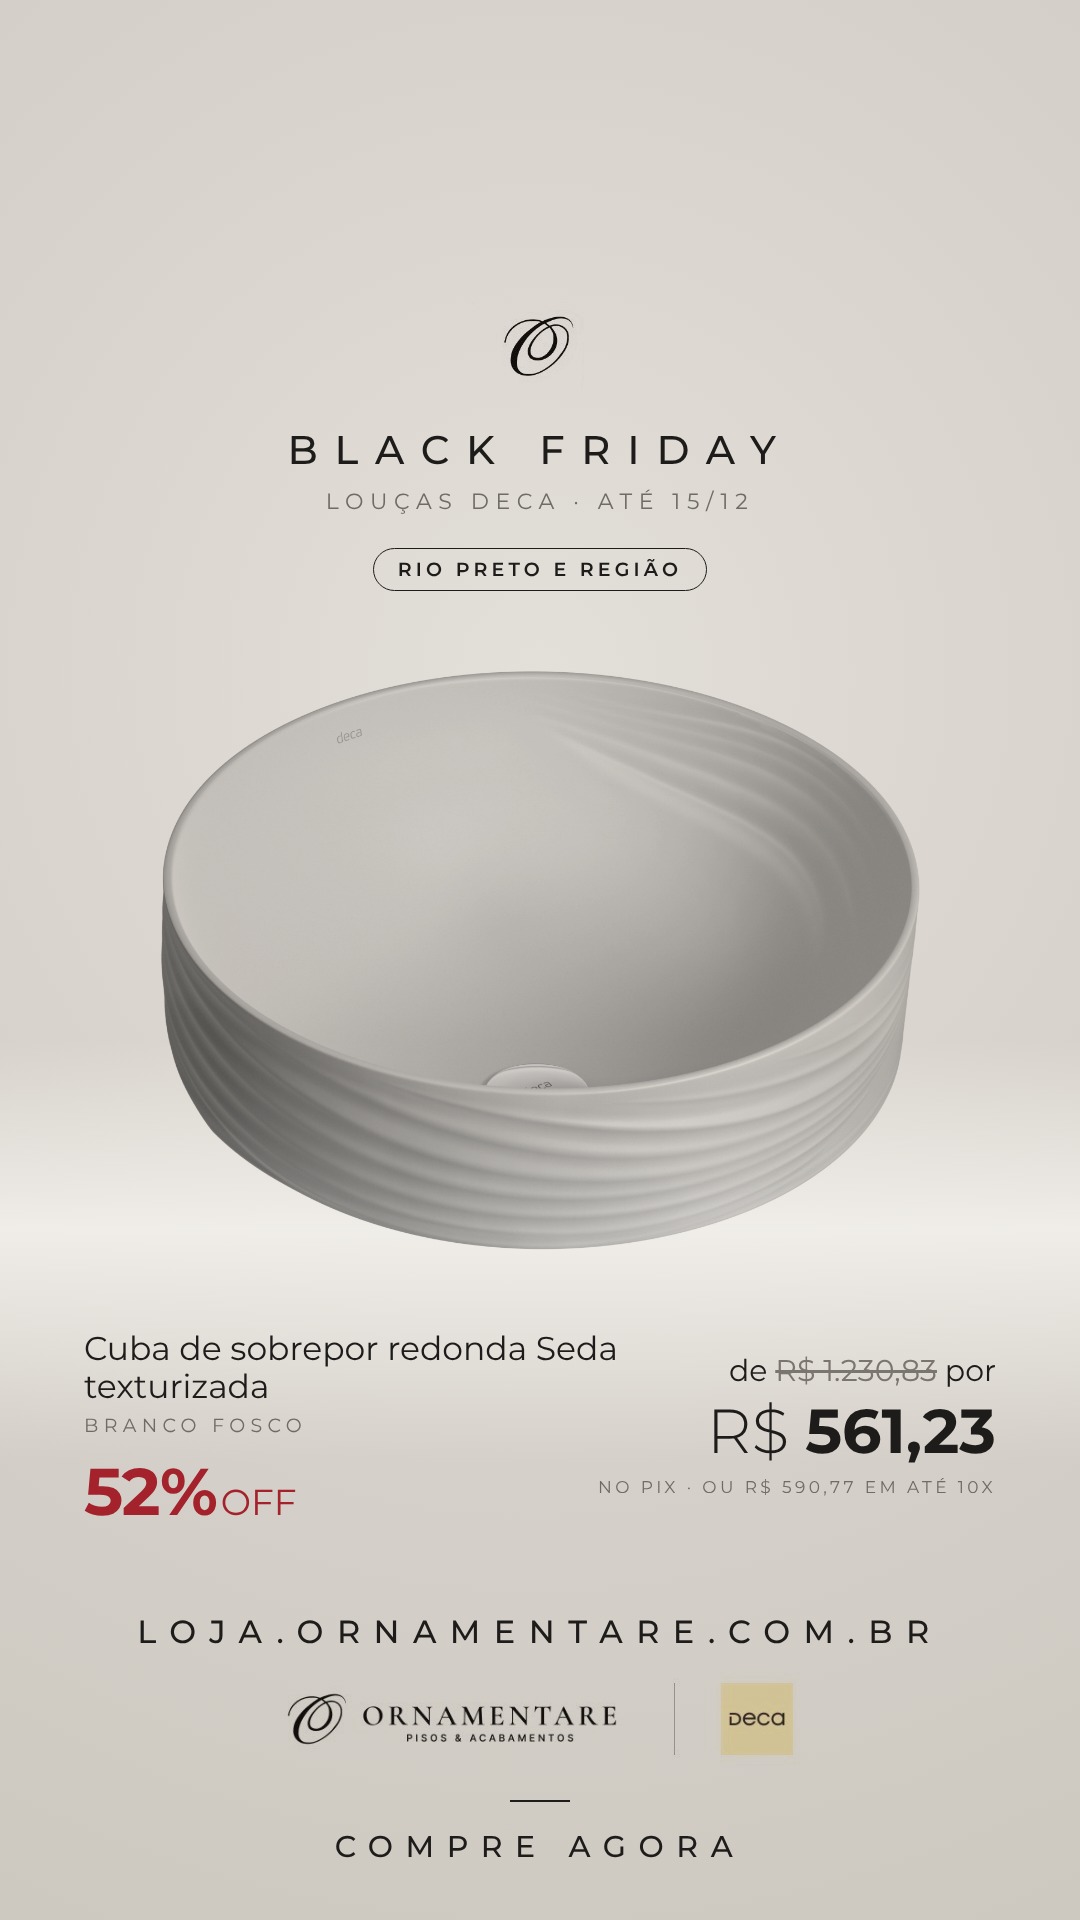 O
BLACK FRIDAY
LOUÇAS DECA · ATÉ 15/12
RIO PRETO E REGIÃO
deca
Cuba de sobrepor redonda Seda
texturizada
BRANCO FOSCO
52% OFF
de R$ 1.230,83 por
R$ 561,23
NO PIX · OU R$ 590,77 EM ATÉ 10X
LOJA.ORNAMENTARE.COM.BR
O ORNAMENTARE
PISOS & ACABAMENTOS
Deca
COMPRE AGORA